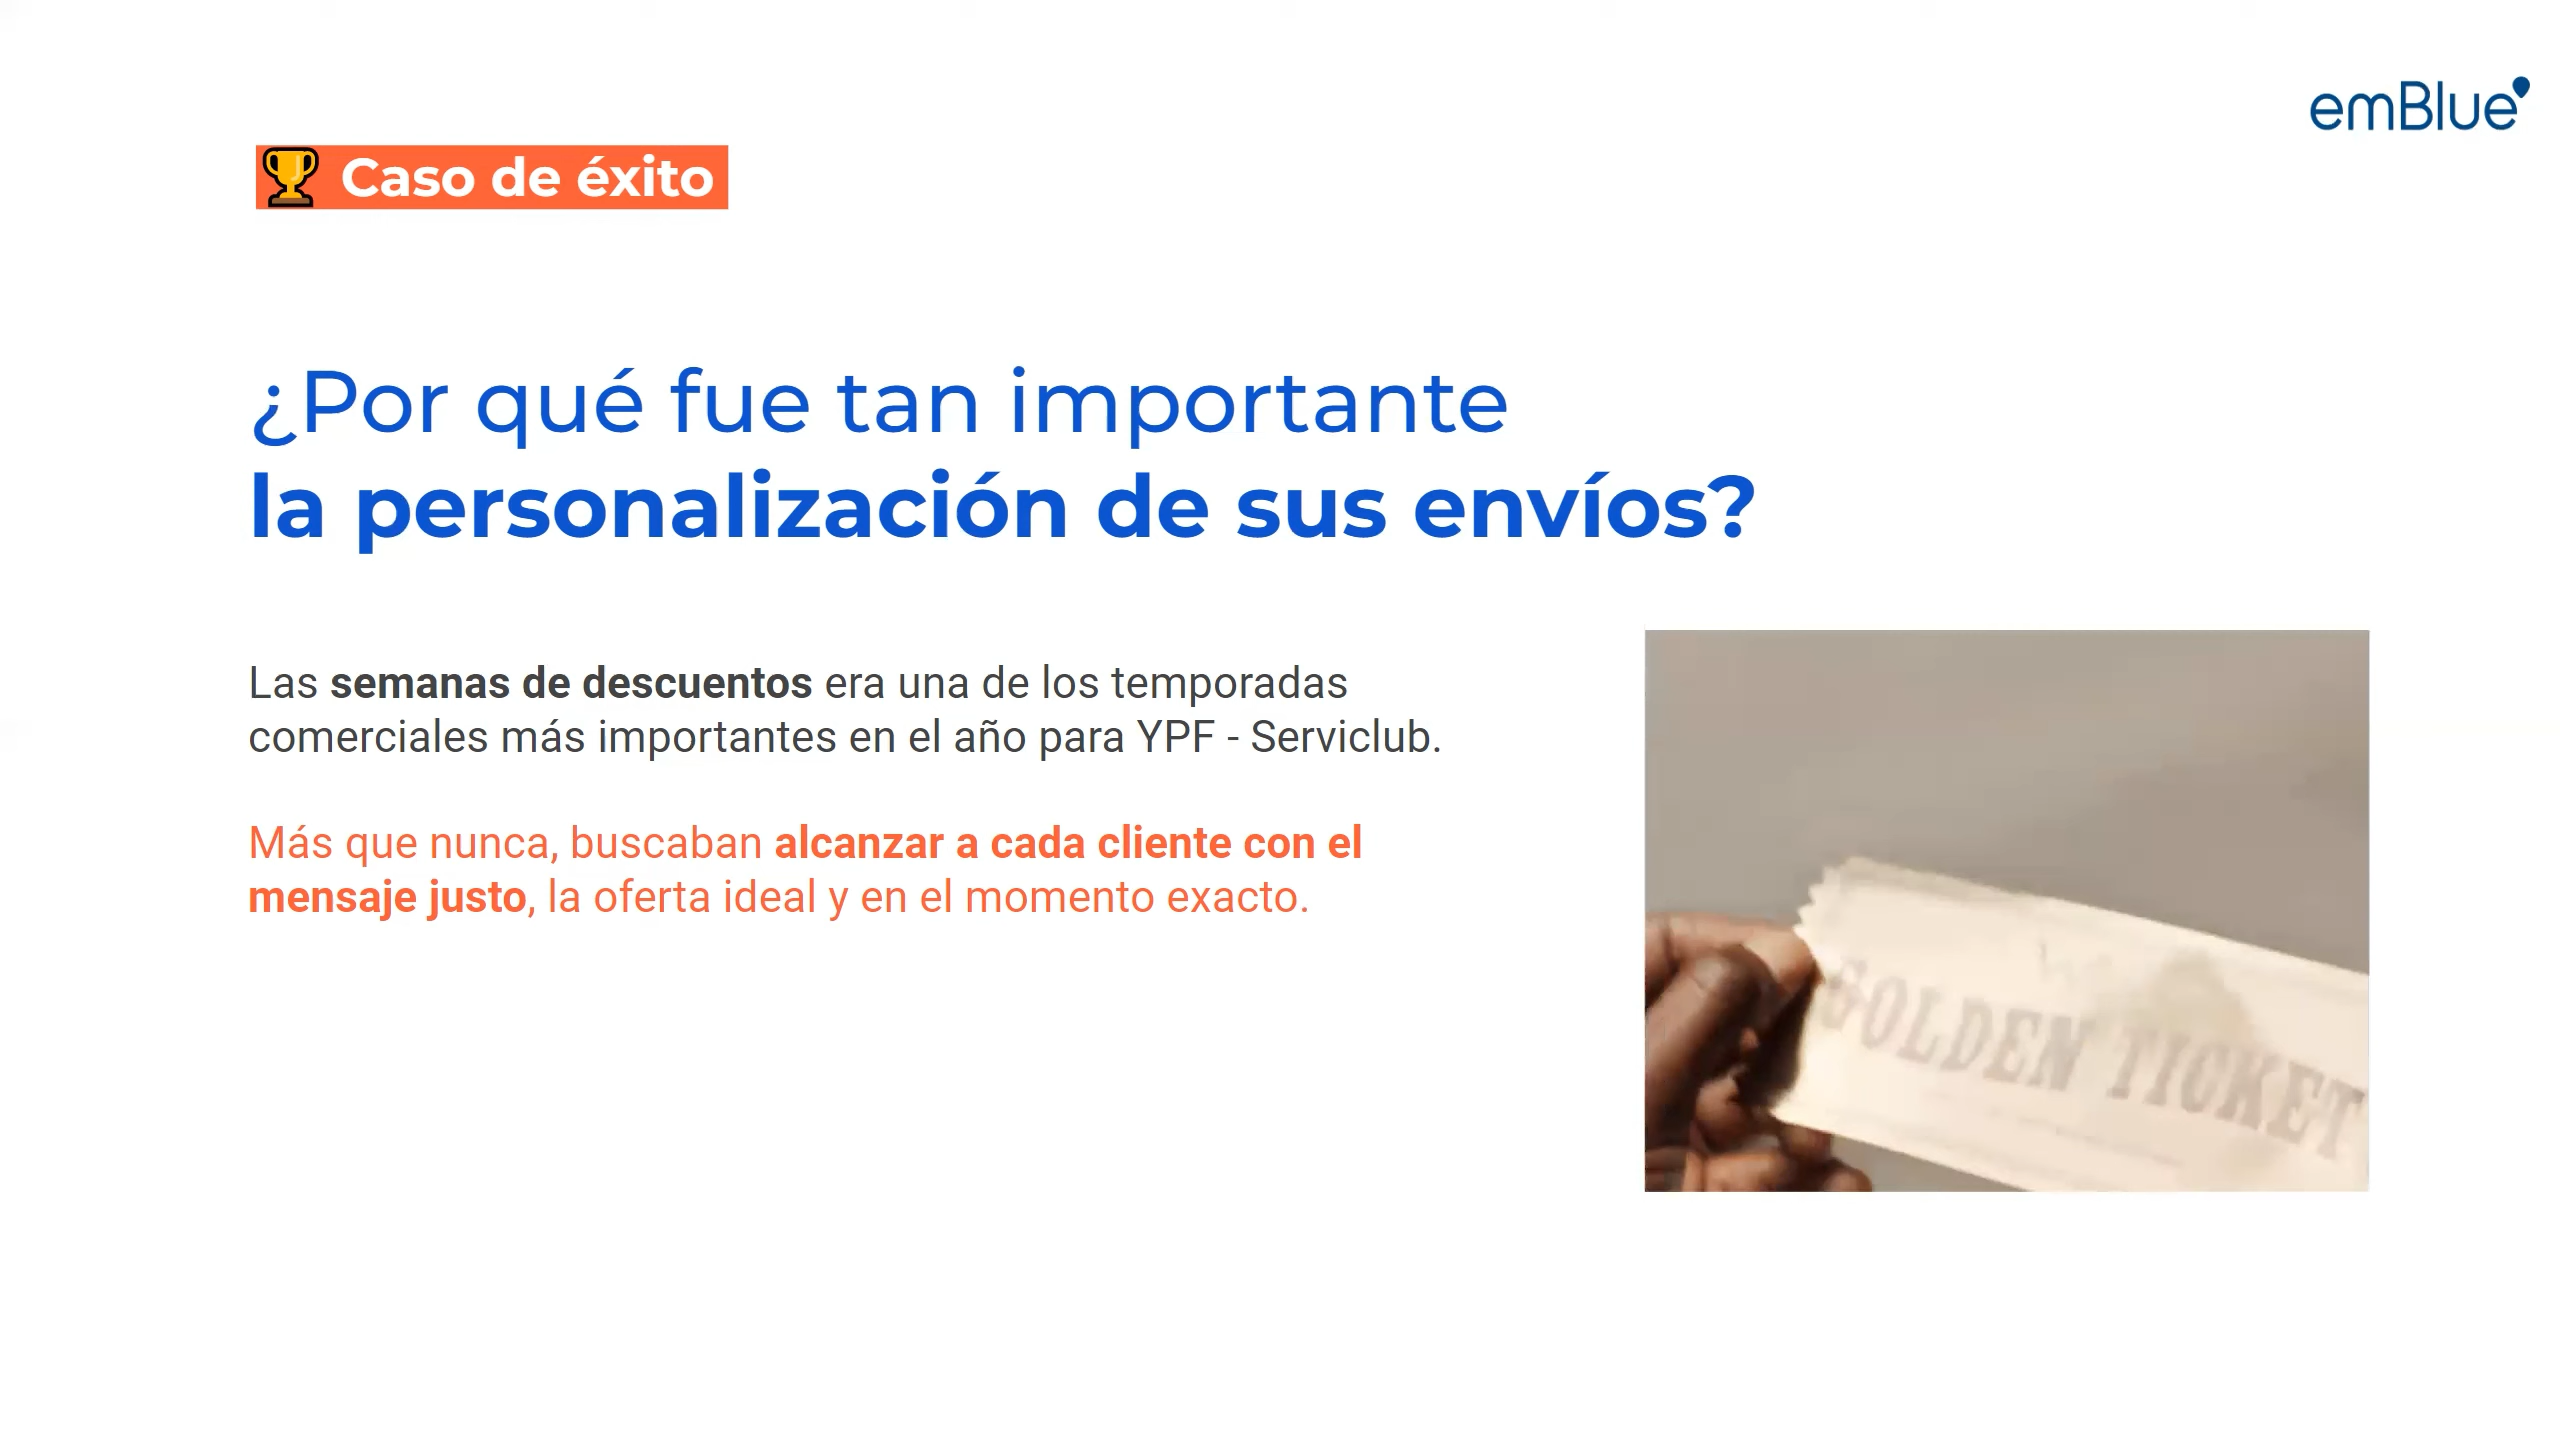 emBlue
🏆 Caso de éxito
¿Por qué fue tan importante
la personalización de sus envíos?
Las semanas de descuentos era una de los temporadas
comerciales más importantes en el año para YPF - Serviclub.
Más que nunca, buscaban alcanzar a cada cliente con el
mensaje justo, la oferta ideal y en el momento exacto.
GOLDEN TICKET